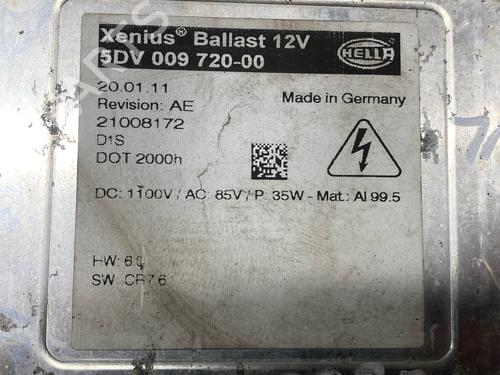 Xenius® Ballast 12V
5DV 009 720-00
HELLA
20.01.11
Made in Germany
Revision: AE
21008172
D1S
DOT 2000h
DC: 1100V / AC: 85V / P: 35W - Mat.: Al 99.5
HW: 6.0
SW: CR7.6